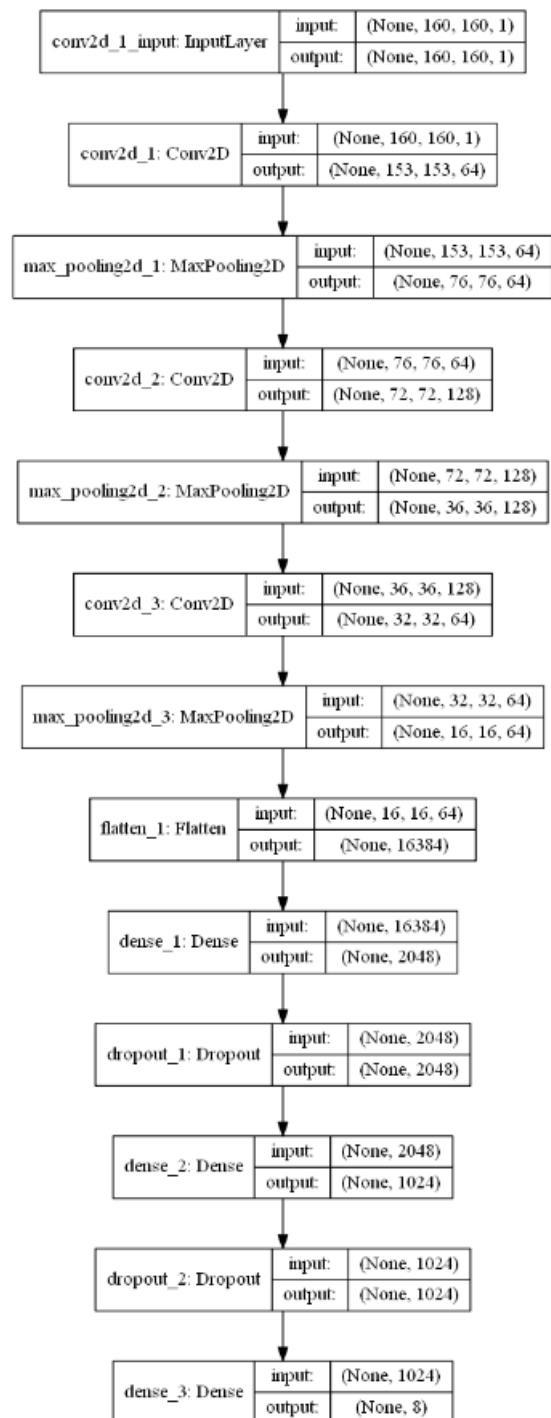 conv2d_1_input: InputLayer
input: (None, 160, 160, 1)
output: (None, 160, 160, 1)
conv2d_1: Conv2D
input: (None, 160, 160, 1)
output: (None, 153, 153, 64)
max_pooling2d_1: MaxPooling2D
input: (None, 153, 153, 64)
output: (None, 76, 76, 64)
conv2d_2: Conv2D
input: (None, 76, 76, 64)
output: (None, 72, 72, 128)
max_pooling2d_2: MaxPooling2D
input: (None, 72, 72, 128)
output: (None, 36, 36, 128)
conv2d_3: Conv2D
input: (None, 36, 36, 128)
output: (None, 32, 32, 64)
max_pooling2d_3: MaxPooling2D
input: (None, 32, 32, 64)
output: (None, 16, 16, 64)
flatten_1: Flatten
input: (None, 16, 16, 64)
output: (None, 16384)
dense_1: Dense
input: (None, 16384)
output: (None, 2048)
dropout_1: Dropout
input: (None, 2048)
output: (None, 2048)
dense_2: Dense
input: (None, 2048)
output: (None, 1024)
dropout_2: Dropout
input: (None, 1024)
output: (None, 1024)
dense_3: Dense
input: (None, 1024)
output: (None, 8)